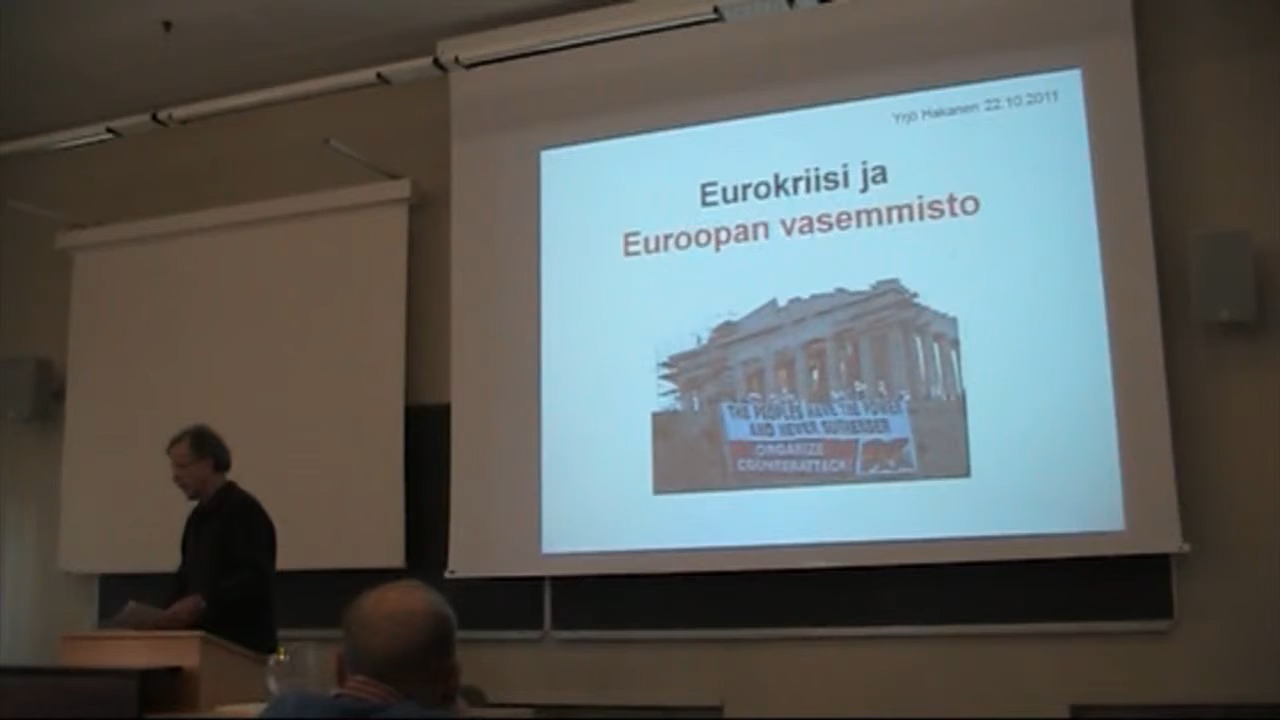 Yrjö Hakanen 22.10.2011
Eurokriisi ja
Euroopan vasemmisto
THE PEOPLES HAVE THE POWER
AND NEVER SURRENDER
ORGANIZE
COUNTERATTACK